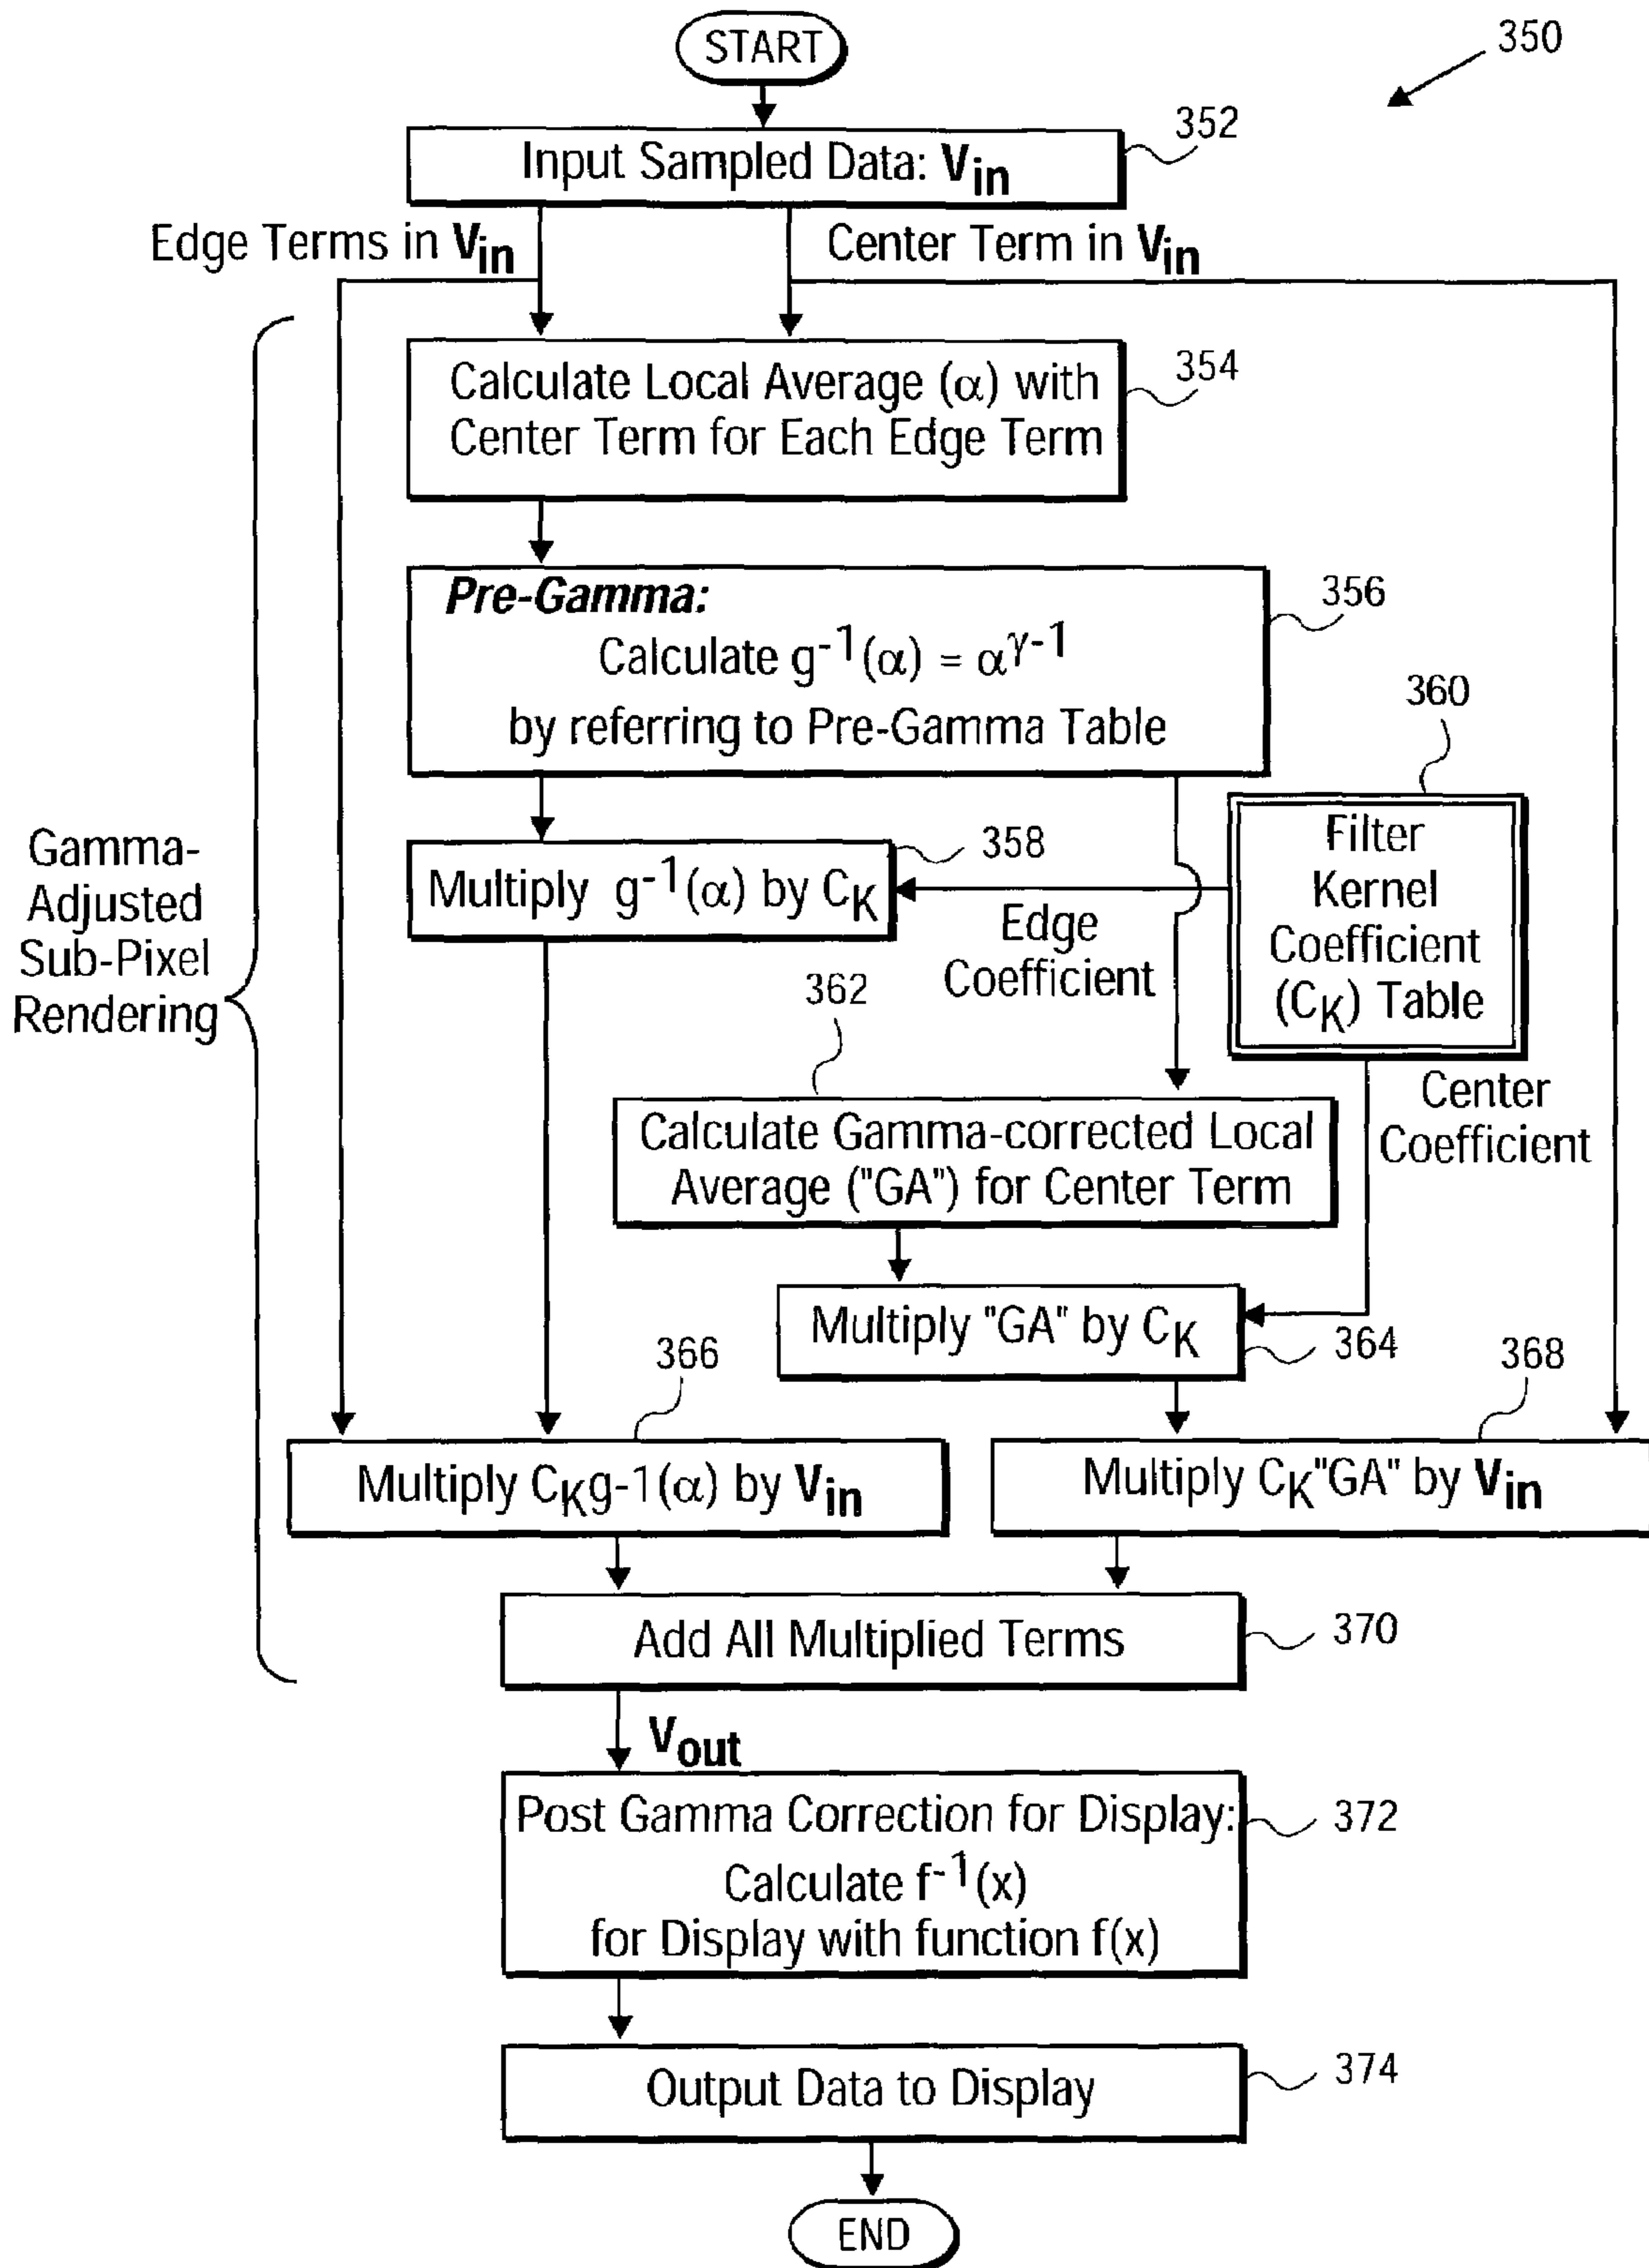 START
350
352
Input Sampled Data: Vin
Edge Terms in Vin
Center Term in Vin
354
Calculate Local Average (α) with
Center Term for Each Edge Term
356
Pre-Gamma:
Calculate g-1(α) = αγ-1
by referring to Pre-Gamma Table
360
Filter
Kernel
Coefficient
(CK) Table
358
Multiply g-1(α) by CK
Edge
Coefficient
Gamma-
Adjusted
Sub-Pixel
Rendering
362
Center
Coefficient
Calculate Gamma-corrected Local
Average ("GA") for Center Term
Multiply "GA" by CK
364
366
368
Multiply CKg-1(α) by Vin
Multiply CK"GA" by Vin
Add All Multiplied Terms
370
Vout
Post Gamma Correction for Display:
Calculate f-1(x)
for Display with function f(x)
372
Output Data to Display
374
END